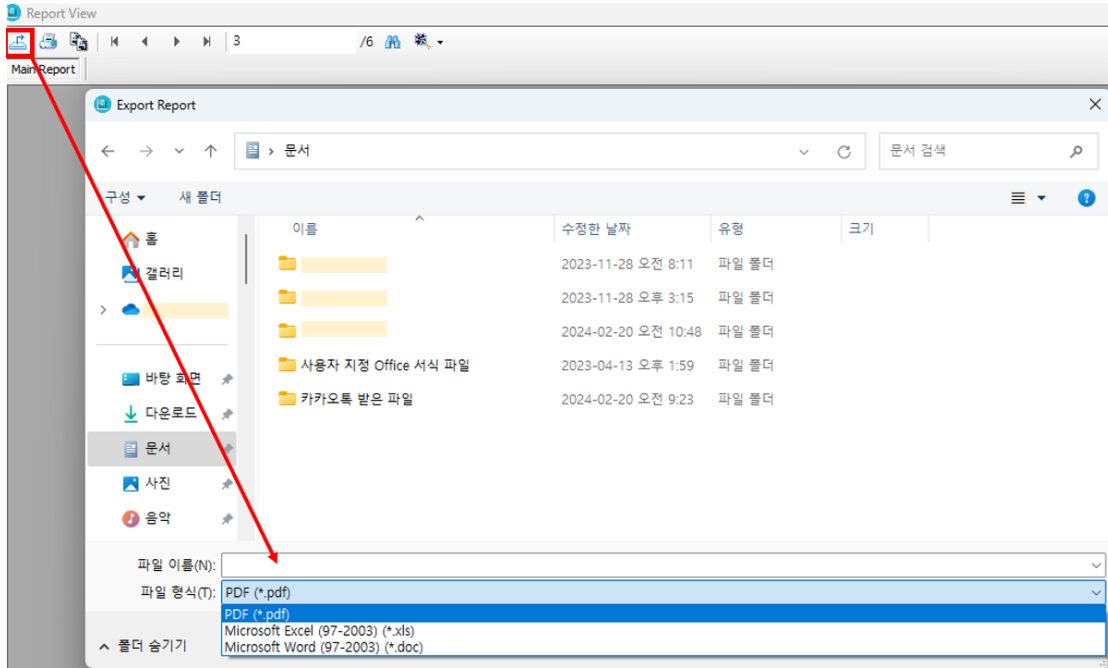 Report View
3 /6
Main Report
Export Report
문서
문서 검색
구성 새 폴더
이름 수정한 날짜 유형 크기
홈
갤러리
2023-11-28 오전 8:11 파일 폴더
2023-11-28 오후 3:15 파일 폴더
2024-02-20 오전 10:48 파일 폴더
사용자 지정 Office 서식 파일 2023-04-13 오후 1:59 파일 폴더
카카오톡 받은 파일 2024-02-20 오전 9:23 파일 폴더
바탕 화면
다운로드
문서
사진
음악
파일 이름(N):
파일 형식(T): PDF (*.pdf)
PDF (*.pdf)
Microsoft Excel (97-2003) (*.xls)
Microsoft Word (97-2003) (*.doc)
폴더 숨기기